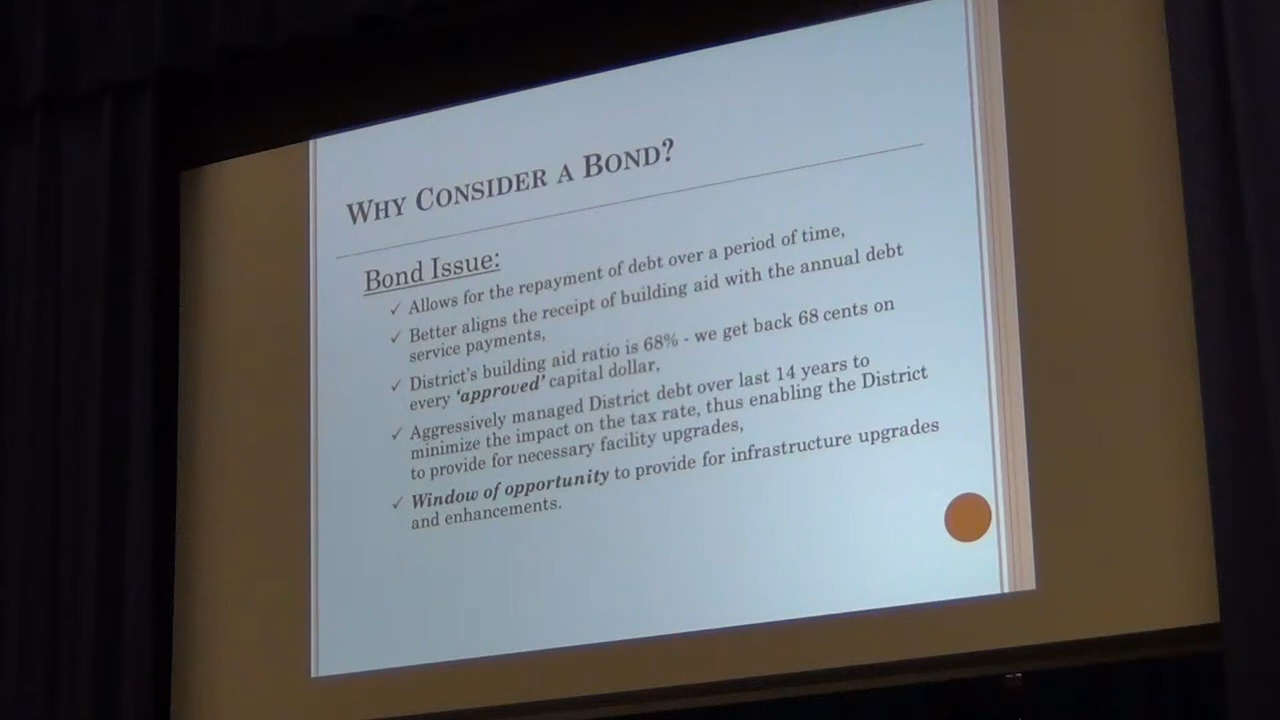 WHY CONSIDER A BOND?
Bond Issue:
✓ Allows for the repayment of debt over a period of time,
✓ Better aligns the receipt of building aid with the annual debt
service payments,
✓ District's building aid ratio is 68% - we get back 68 cents on
every 'approved' capital dollar,
✓ Aggressively managed District debt over last 14 years to
minimize the impact on the tax rate, thus enabling the District
to provide for necessary facility upgrades,
✓ Window of opportunity to provide for infrastructure upgrades
and enhancements.